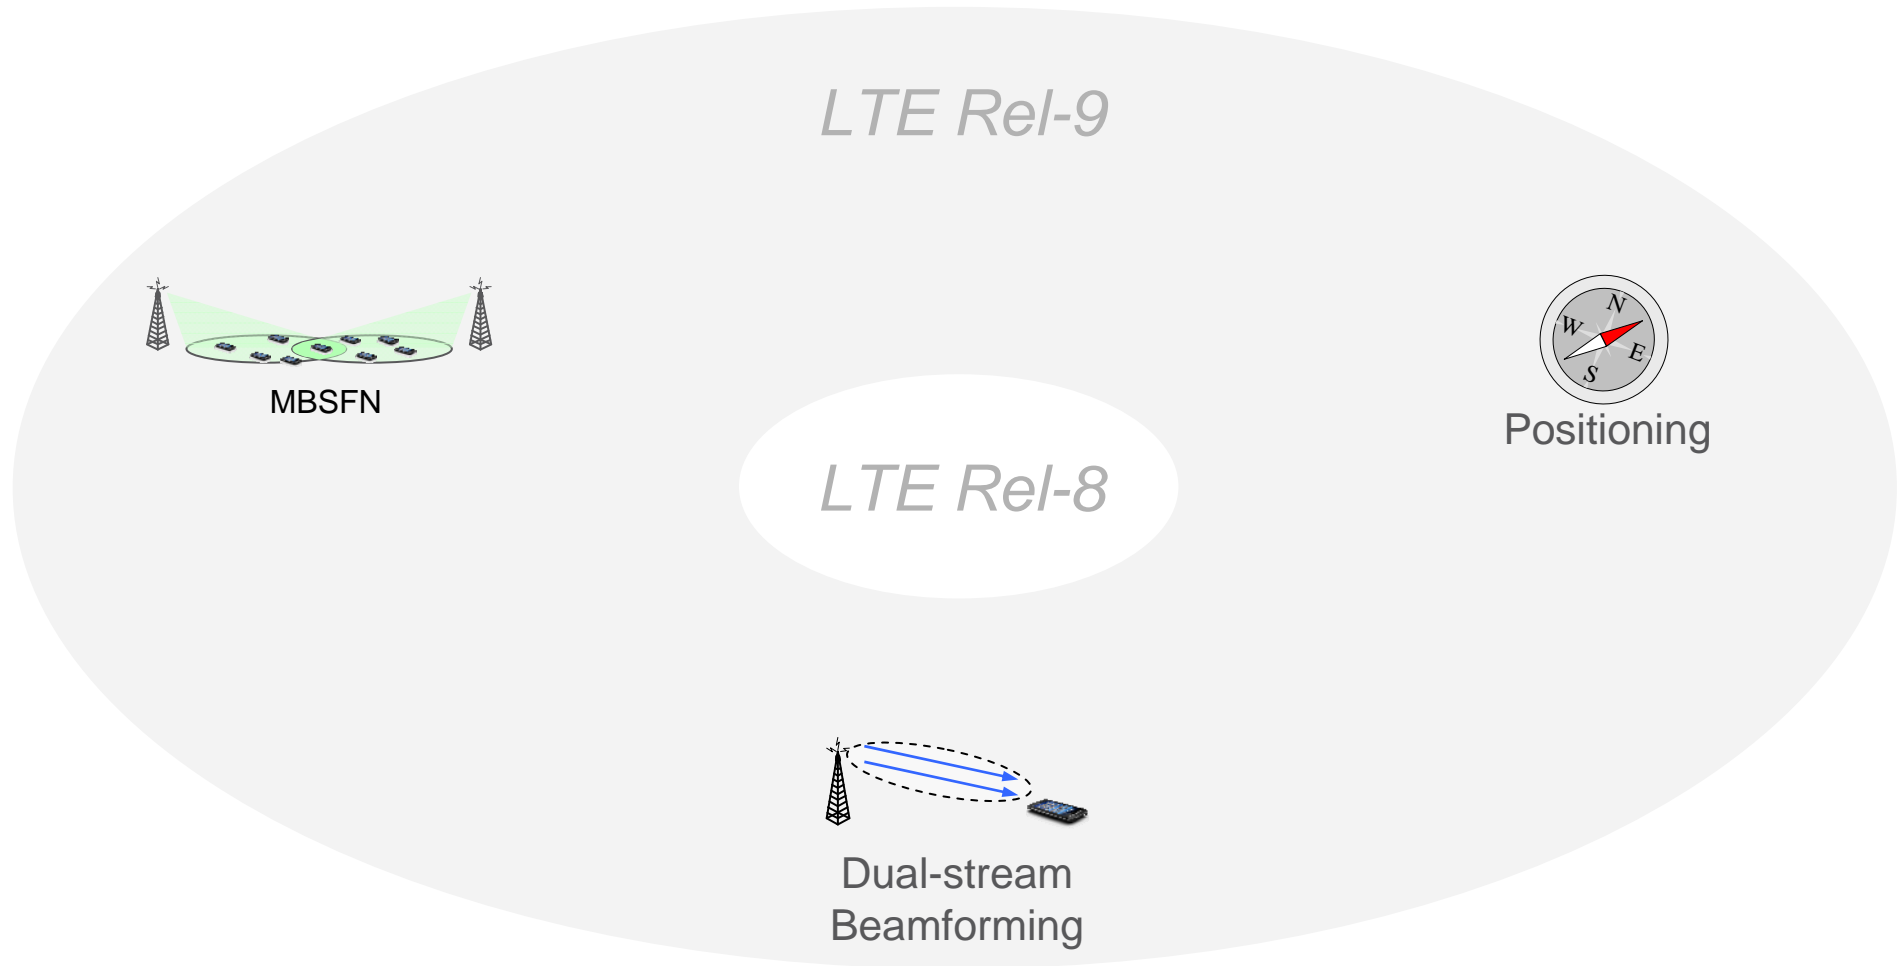 LTE Rel-9
N
W
E
S
MBSFN
Positioning
LTE Rel-8
Dual-stream
Beamforming